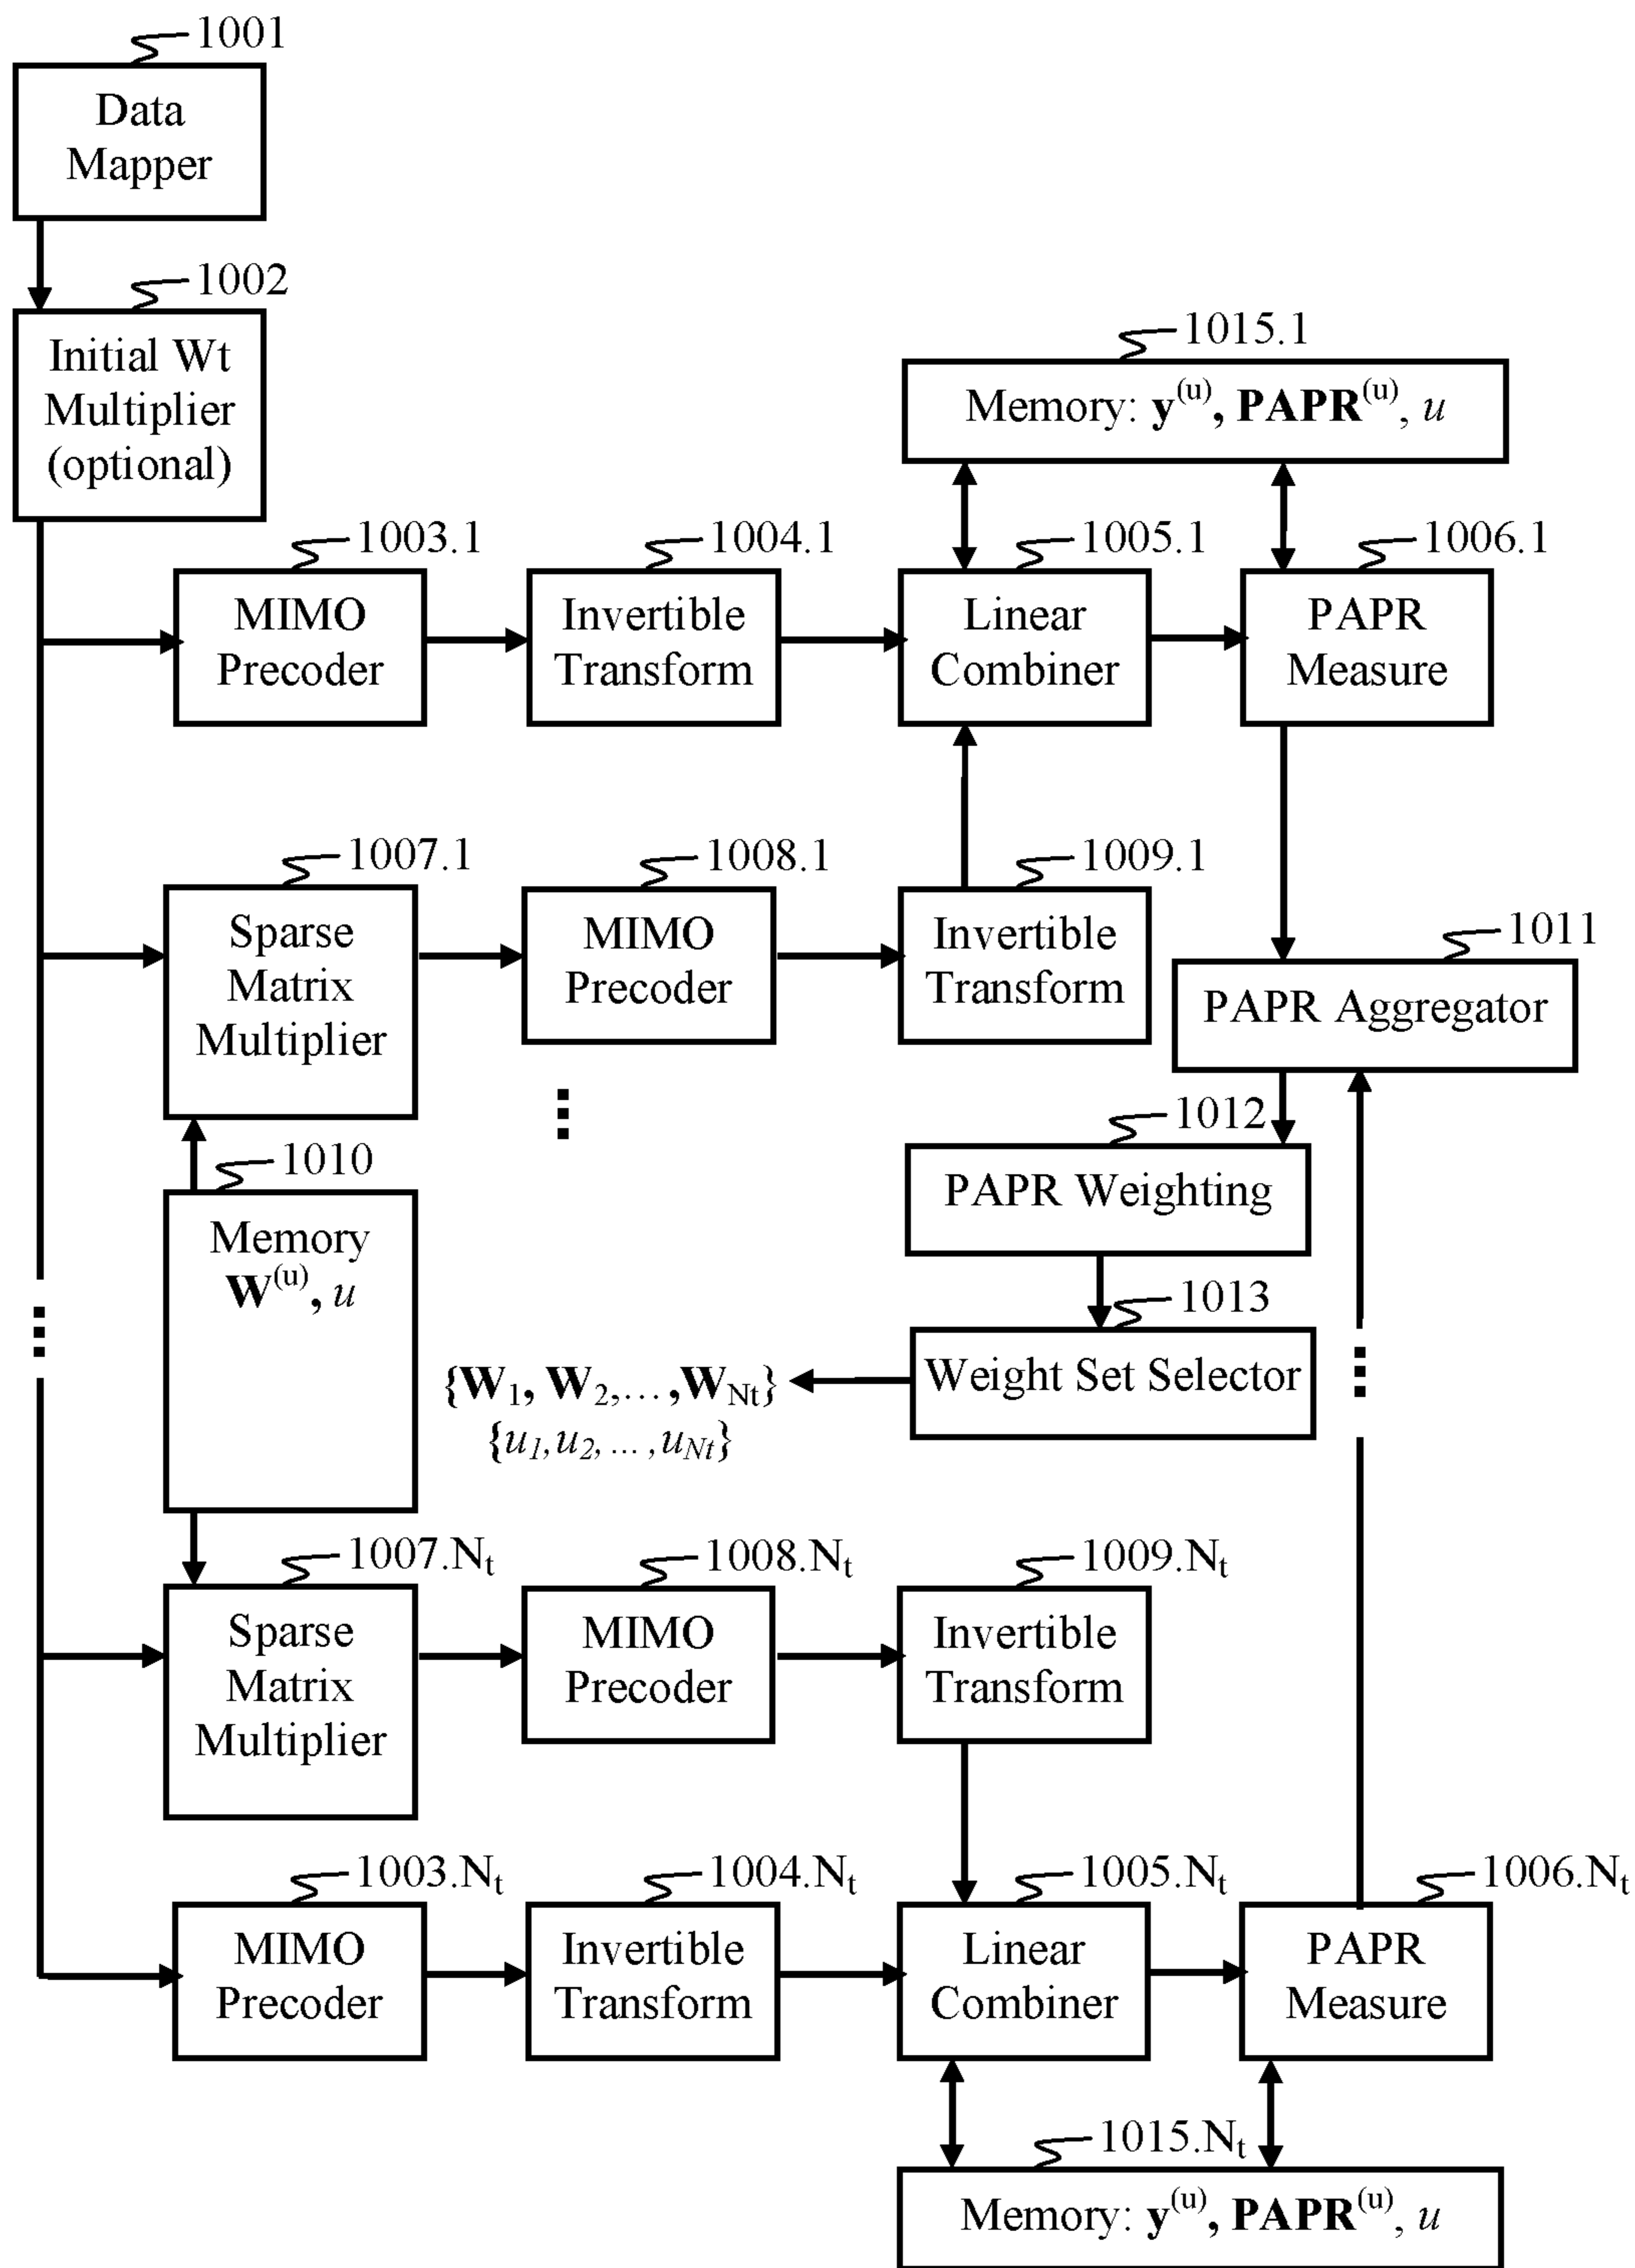 1001
Data
Mapper
1002
Initial Wt
Multiplier
(optional)
1015.1
Memory: y(u), PAPR(u), u
1003.1
MIMO
Precoder
1004.1
Invertible
Transform
1005.1
Linear
Combiner
1006.1
PAPR
Measure
1007.1
Sparse
Matrix
Multiplier
1008.1
MIMO
Precoder
1009.1
Invertible
Transform
1011
PAPR Aggregator
1010
Memory
W(u), u
1012
PAPR Weighting
1013
Weight Set Selector
{W1, W2,...,WNt}
{u1,u2, ... ,uNt}
1007.Nt
Sparse
Matrix
Multiplier
1008.Nt
MIMO
Precoder
1009.Nt
Invertible
Transform
1003.Nt
MIMO
Precoder
1004.Nt
Invertible
Transform
1005.Nt
Linear
Combiner
1006.Nt
PAPR
Measure
1015.Nt
Memory: y(u), PAPR(u), u